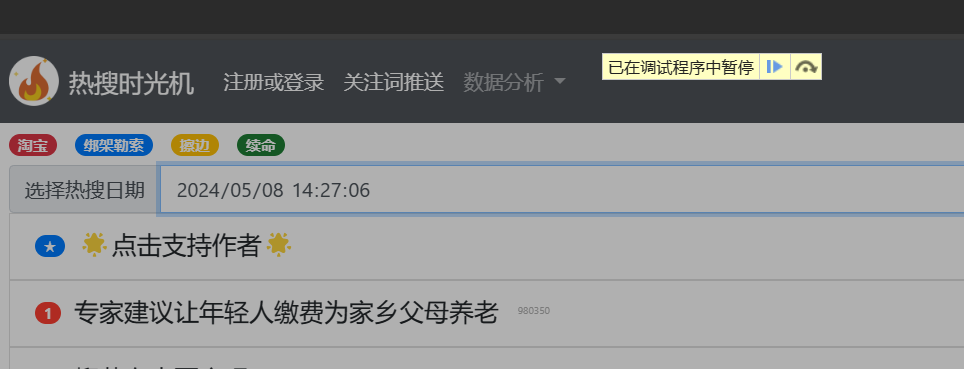 热搜时光机 注册或登录 关注词推送 数据分析 已在调试程序中暂停
淘宝 绑架勒索 擦边 续命
选择热搜日期 2024/05/08 14:27:06
★ 🌟点击支持作者🌟
1 专家建议让年轻人缴费为家乡父母养老 980350